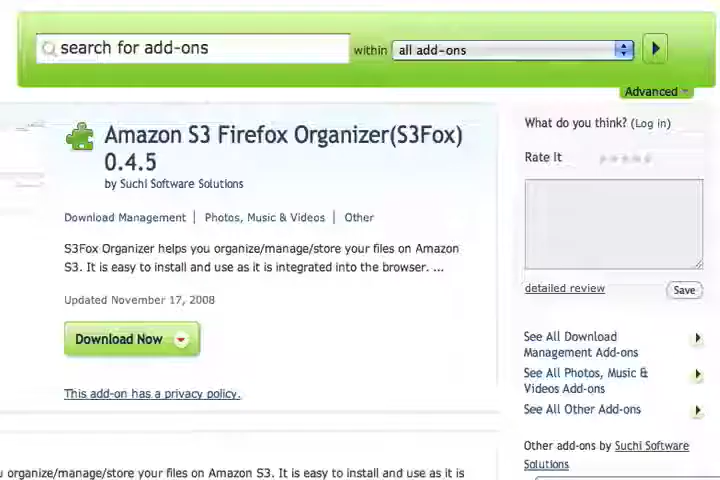 search for add-ons within all add-ons
Advanced
Amazon S3 Firefox Organizer(S3Fox)
0.4.5
by Suchi Software Solutions
Download Management | Photos, Music & Videos | Other
S3Fox Organizer helps you organize/manage/store your files on Amazon
S3. It is easy to install and use as it is integrated into the browser. ...
Updated November 17, 2008
Download Now
This add-on has a privacy policy.
What do you think? (Log in)
Rate It
detailed review Save
See All Download
Management Add-ons
See All Photos, Music &
Videos Add-ons
See All Other Add-ons
Other add-ons by Suchi Software
Solutions
organize/manage/store your files on Amazon S3. It is easy to install and use as it is